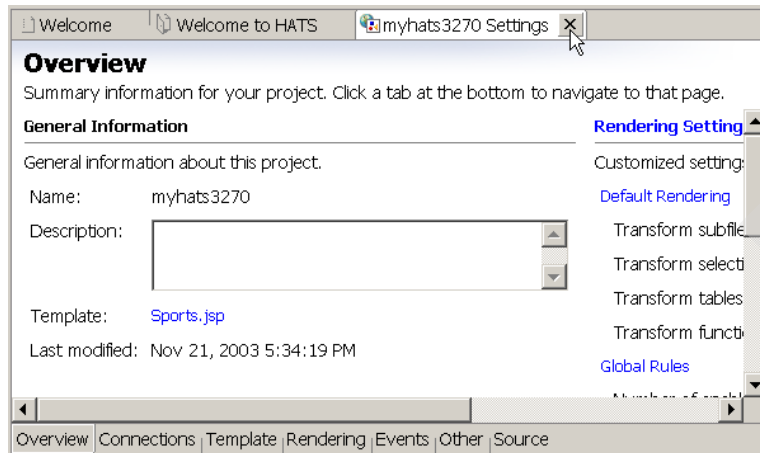 Welcome
Welcome to HATS
myhats3270 Settings
Overview
Summary information for your project. Click a tab at the bottom to navigate to that page.
General Information
General information about this project.
Name: myhats3270
Description:
Template: Sports.jsp
Last modified: Nov 21, 2003 5:34:19 PM
Rendering Setting
Customized setting
Default Rendering
Transform subfile
Transform selecti
Transform tables
Transform functi
Global Rules
Overview Connections Template Rendering Events Other Source